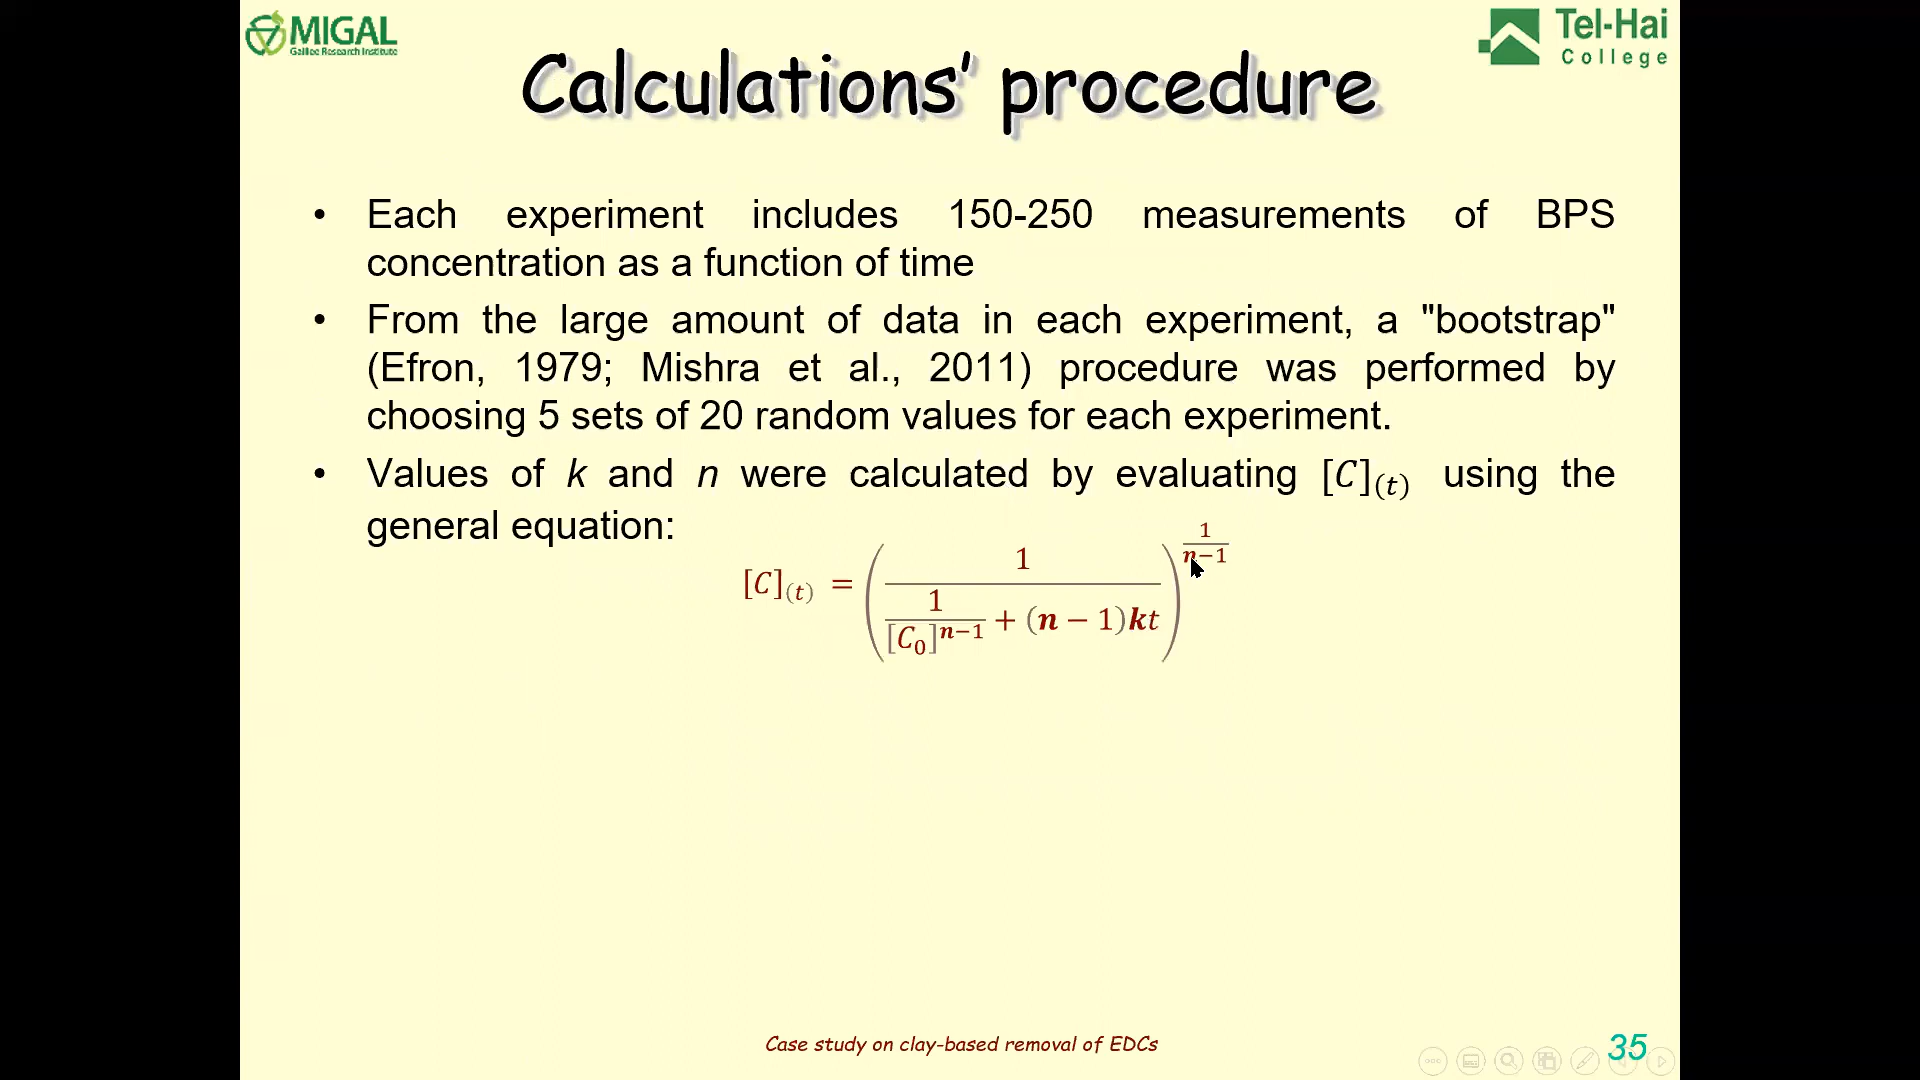 MIGAL
Galilee Research Institute
Tel-Hai
College
Calculations’ procedure
• Each experiment includes 150-250 measurements of BPS
concentration as a function of time
• From the large amount of data in each experiment, a "bootstrap"
(Efron, 1979; Mishra et al., 2011) procedure was performed by
choosing 5 sets of 20 random values for each experiment.
• Values of k and n were calculated by evaluating [C](t) using the
general equation:
[C](t) = (1 / (1/[C₀]ⁿ⁻¹ + (n − 1)kt))^(1/(n−1))
Case study on clay-based removal of EDCs
35